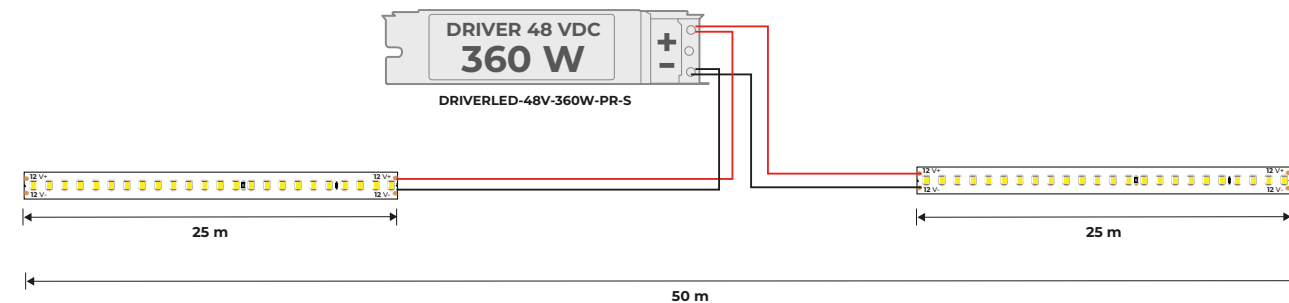 DRIVER 48 VDC
360 W
+
-
DRIVERLED-48V-360W-PR-S
12 V+
12 V+
12 V-
12 V-
25 m
12 V+
12 V+
12 V-
12 V-
25 m
50 m